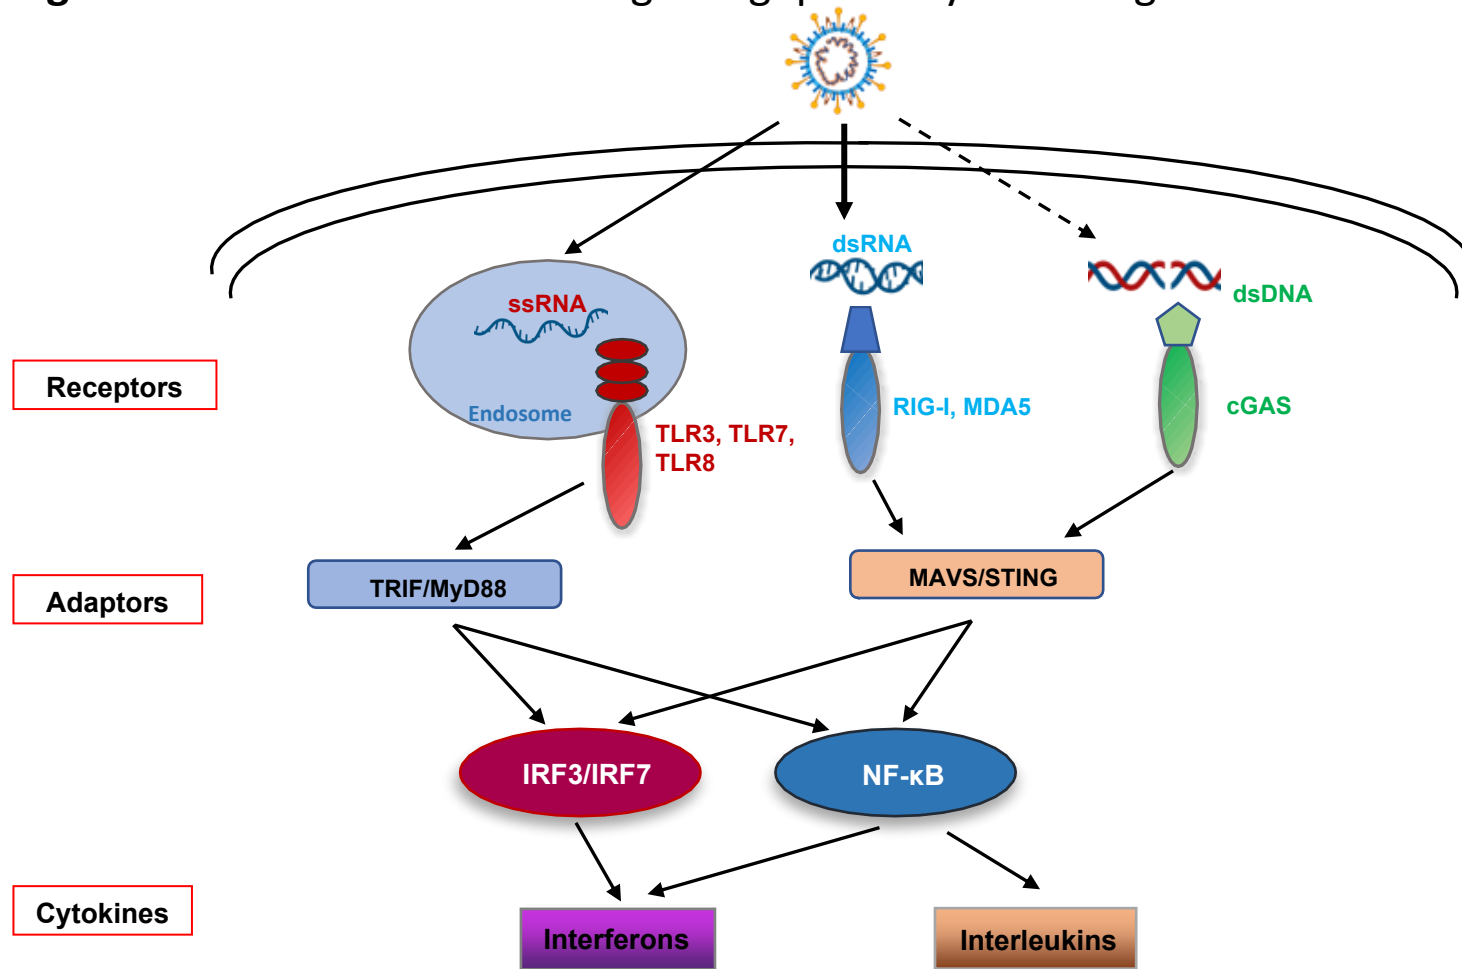 dsRNA
ssRNA
dsDNA
Receptors
Endosome
RIG-I, MDA5
cGAS
TLR3, TLR7,
TLR8
Adaptors
TRIF/MyD88
MAVS/STING
IRF3/IRF7
NF-κB
Cytokines
Interferons
Interleukins